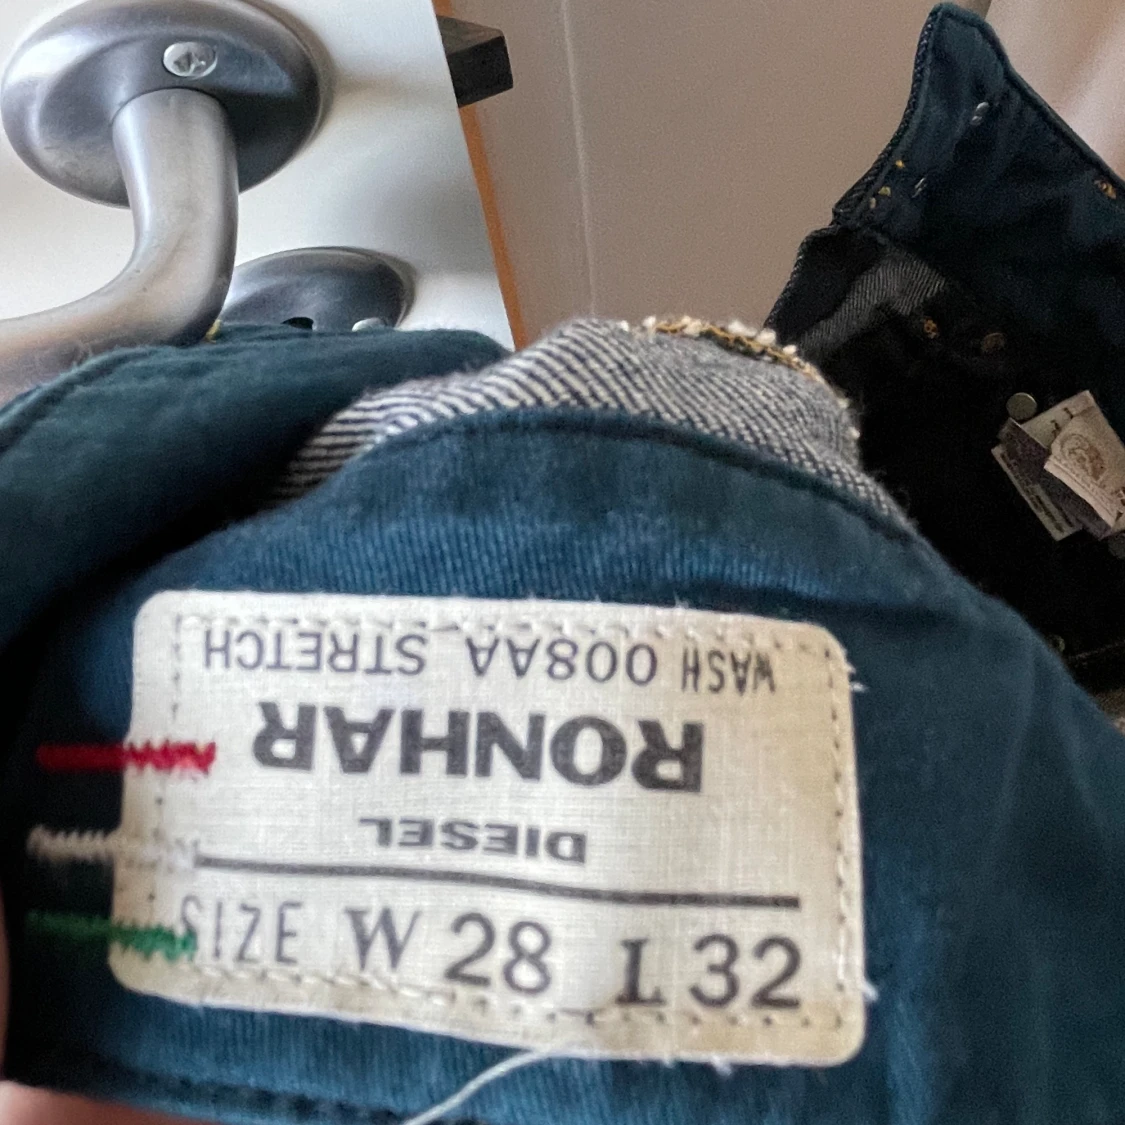 WASH 008AA STRETCH
RONHAR
DIESEL
SIZE W 28 L 32